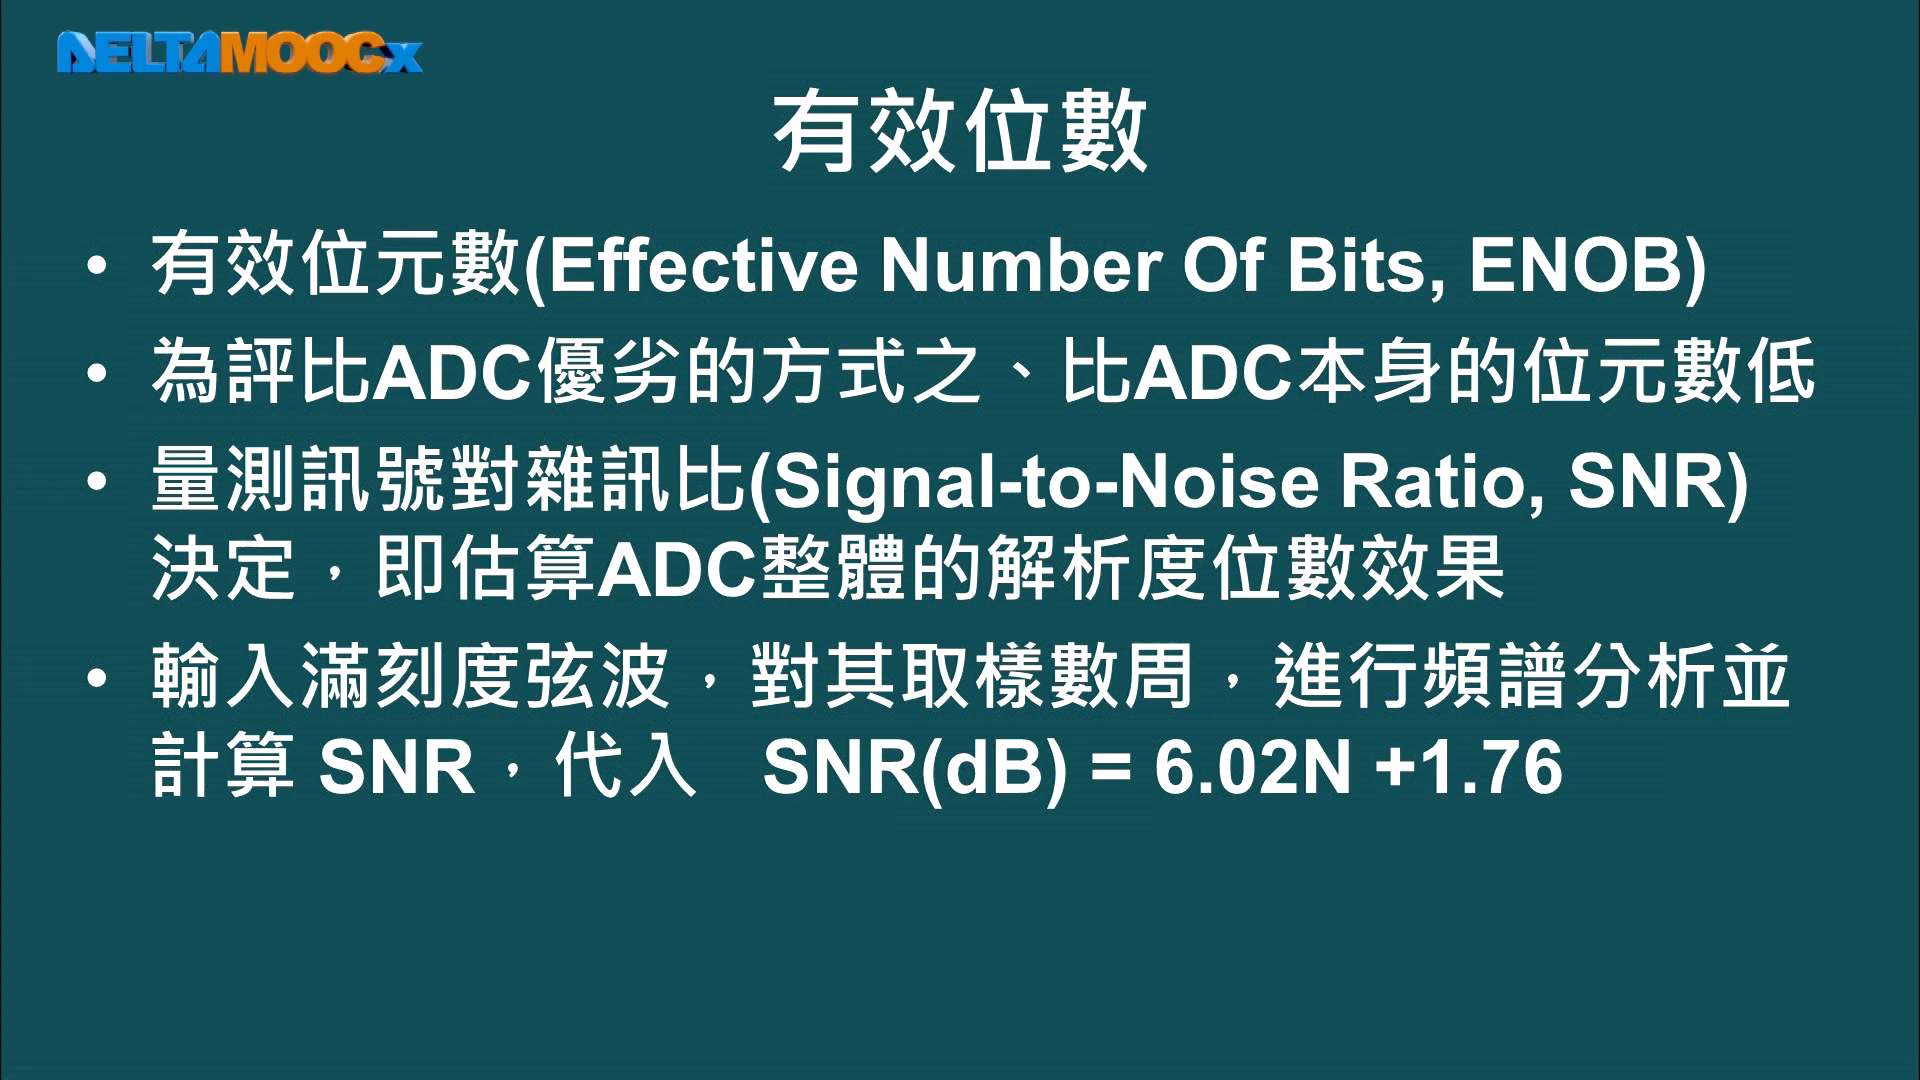 DELTAMOOCx
有效位數
• 有效位元數(Effective Number Of Bits, ENOB)
• 為評比ADC優劣的方式之、比ADC本身的位元數低
• 量測訊號對雜訊比(Signal-to-Noise Ratio, SNR)
決定，即估算ADC整體的解析度位數效果
• 輸入滿刻度弦波，對其取樣數周，進行頻譜分析並
計算 SNR，代入 SNR(dB) = 6.02N +1.76